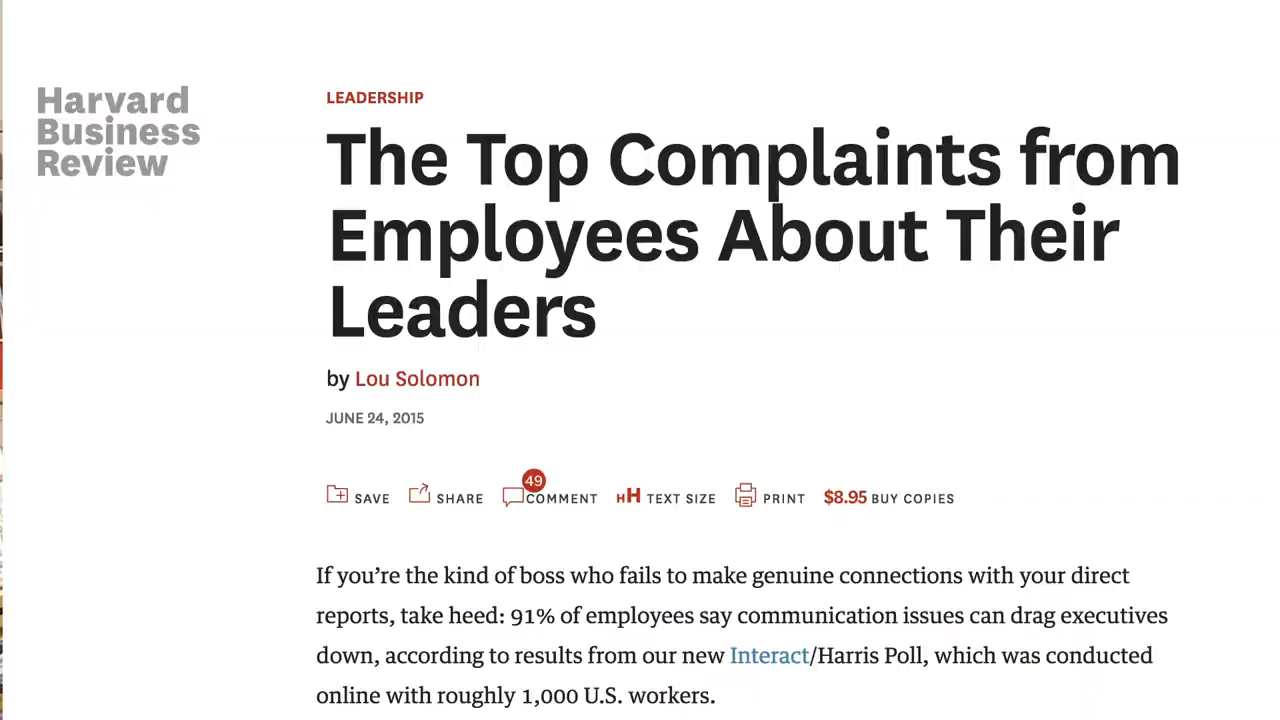 Harvard
Business
Review
LEADERSHIP
The Top Complaints from
Employees About Their
Leaders
by Lou Solomon
JUNE 24, 2015
SAVE SHARE 49 COMMENT HH TEXT SIZE PRINT $8.95 BUY COPIES
If you’re the kind of boss who fails to make genuine connections with your direct
reports, take heed: 91% of employees say communication issues can drag executives
down, according to results from our new Interact/Harris Poll, which was conducted
online with roughly 1,000 U.S. workers.